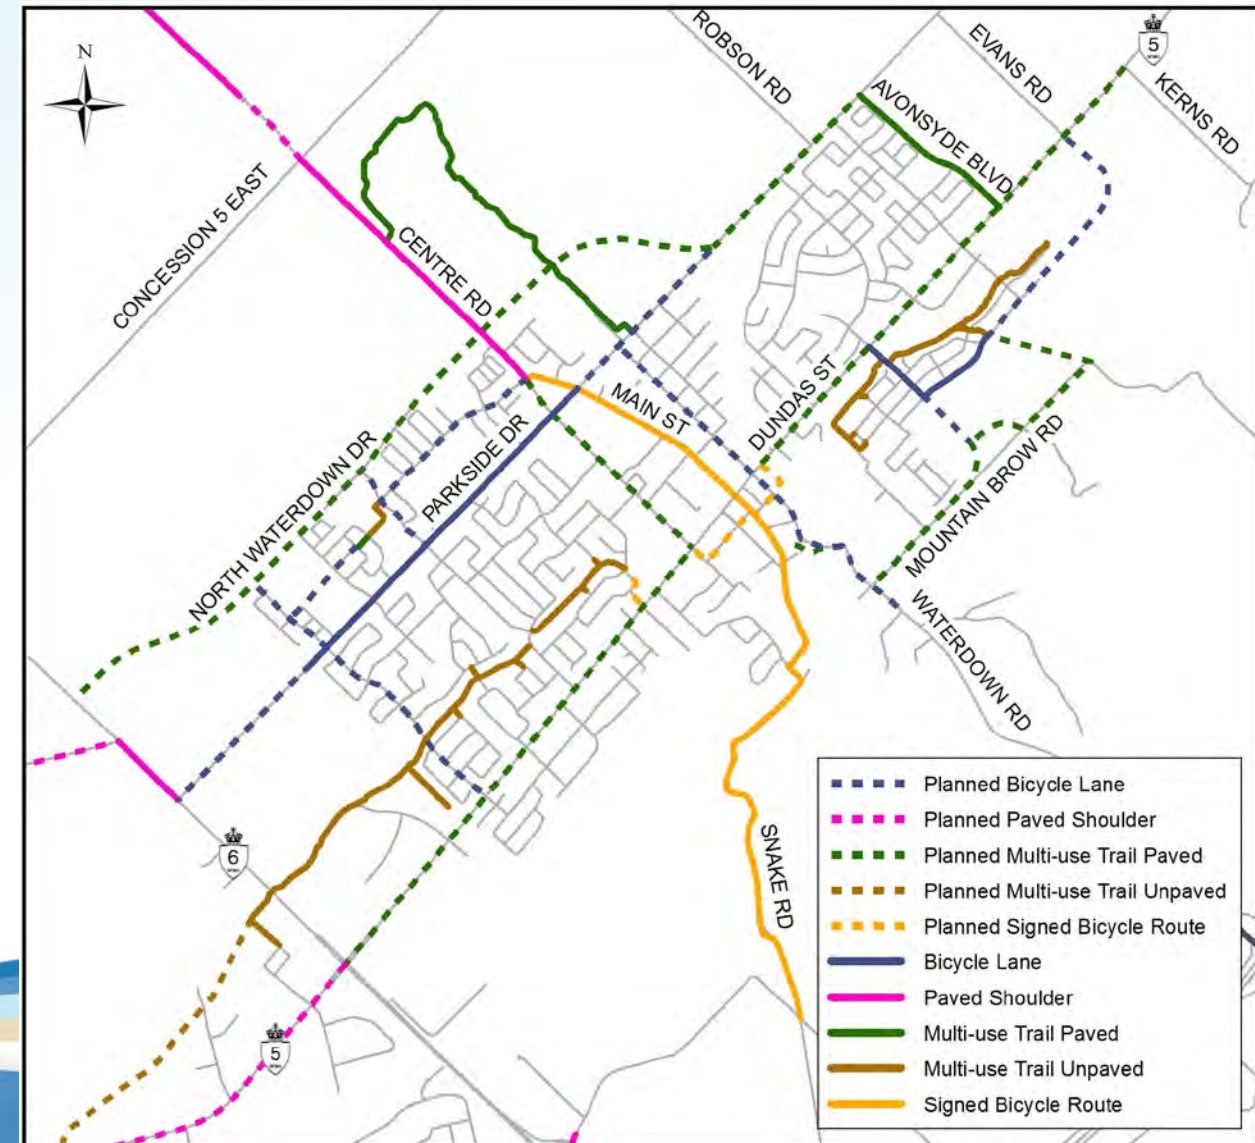 N
ROBSON RD
EVANS RD
5
KERNS RD
AVONSYDE BLVD
CONCESSION 5 EAST
CENTRE RD
MAIN ST
DUNDAS ST
PARKSIDE DR
NORTH WATERDOWN DR
MOUNTAIN BROW RD
WATERDOWN RD
6
SNAKE RD
5
Planned Bicycle Lane
Planned Paved Shoulder
Planned Multi-use Trail Paved
Planned Multi-use Trail Unpaved
Planned Signed Bicycle Route
Bicycle Lane
Paved Shoulder
Multi-use Trail Paved
Multi-use Trail Unpaved
Signed Bicycle Route